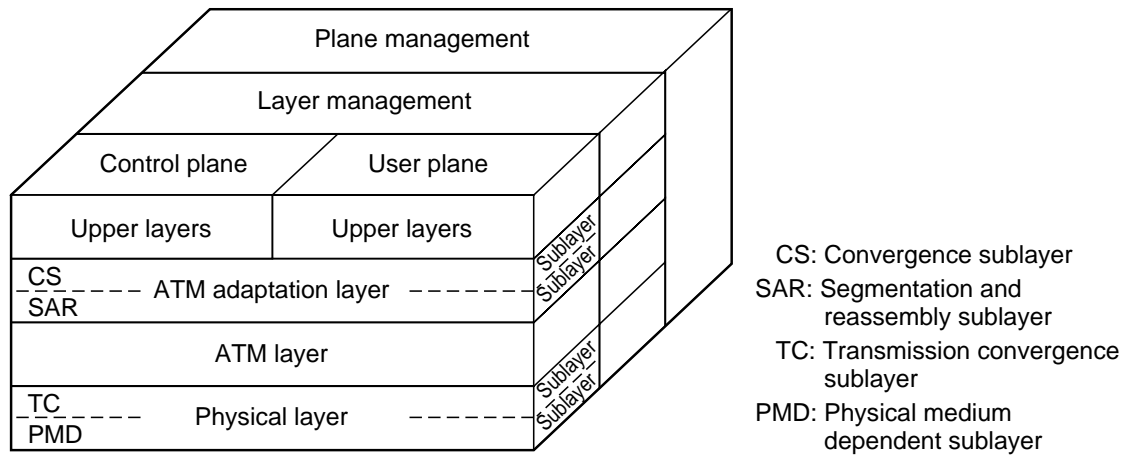 Plane management
Layer management
Control plane
User plane
Upper layers
Upper layers
CS
SAR
ATM adaptation layer
Sublayer
Sublayer
ATM layer
TC
PMD
Physical layer
Sublayer
Sublayer
CS: Convergence sublayer
SAR: Segmentation and
reassembly sublayer
TC: Transmission convergence
sublayer
PMD: Physical medium
dependent sublayer